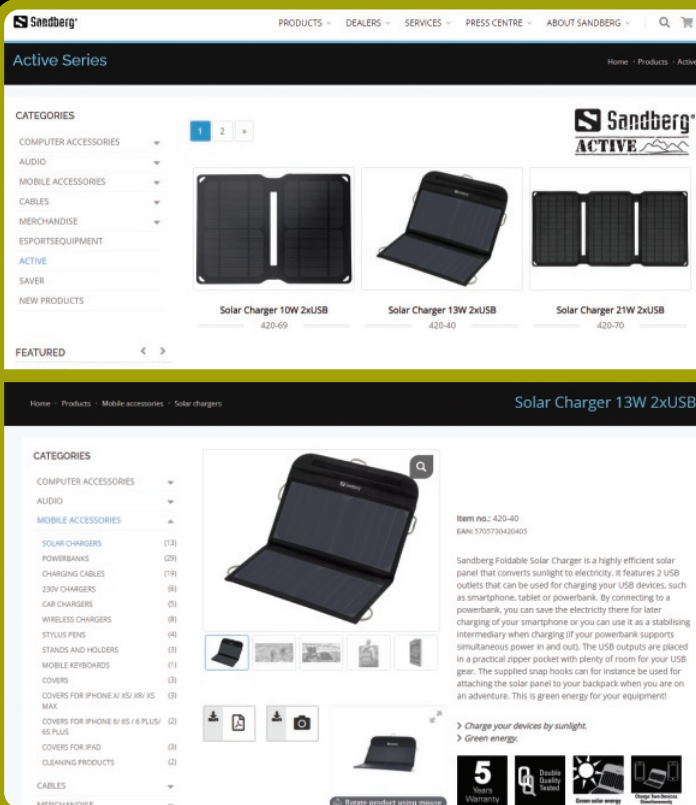 Sandberg®
PRODUCTS
DEALERS
SERVICES
PRESS CENTRE
ABOUT SANDBERG
Active Series
Home · Products · Active
CATEGORIES
COMPUTER ACCESSORIES
AUDIO
MOBILE ACCESSORIES
CABLES
MERCHANDISE
ESPORTSEQUIPMENT
ACTIVE
SAVER
NEW PRODUCTS
FEATURED
1 2 »
Sandberg®
ACTIVE
Solar Charger 10W 2xUSB
420-69
Solar Charger 13W 2xUSB
420-40
Solar Charger 21W 2xUSB
420-70
Home · Products · Mobile accessories · Solar chargers
Solar Charger 13W 2xUSB
CATEGORIES
COMPUTER ACCESSORIES
AUDIO
MOBILE ACCESSORIES
SOLAR CHARGERS (13)
POWERBANKS (29)
CHARGING CABLES (19)
230V CHARGERS (6)
CAR CHARGERS (5)
WIRELESS CHARGERS (8)
STYLUS PENS (4)
STANDS AND HOLDERS (3)
MOBILE KEYBOARDS (1)
COVERS (3)
COVERS FOR IPHONE X/ XS/ XR/ XS (3)
MAX
COVERS FOR IPHONE 6/ 6S / 6 PLUS/ (2)
6S PLUS
COVERS FOR IPAD (3)
CLEANING PRODUCTS (2)
CABLES
MERCHANDISE
Sandberg
Rotate product using mouse
Item no.: 420-40
EAN: 5705730420405
Sandberg Foldable Solar Charger is a highly efficient solar
panel that converts sunlight to electricity. It features 2 USB
outlets that can be used for charging your USB devices, such
as smartphone, tablet or powerbank. By connecting to a
powerbank, you can save the electricity there for later
charging of your smartphone or you can use it as a stabilising
intermediary when charging (if your powerbank supports
simultaneous power in and out). The USB outputs are placed
in a practical zipper pocket with plenty of room for your USB
gear. The supplied snap hooks can for instance be used for
attaching the solar panel to your backpack when you are on
an adventure. This is green energy for your equipment!
> Charge your devices by sunlight.
> Green energy.
5
Years
Warranty
Double
Quality
Tested
Green solar energy
Charge Two Devices
Simultaneously